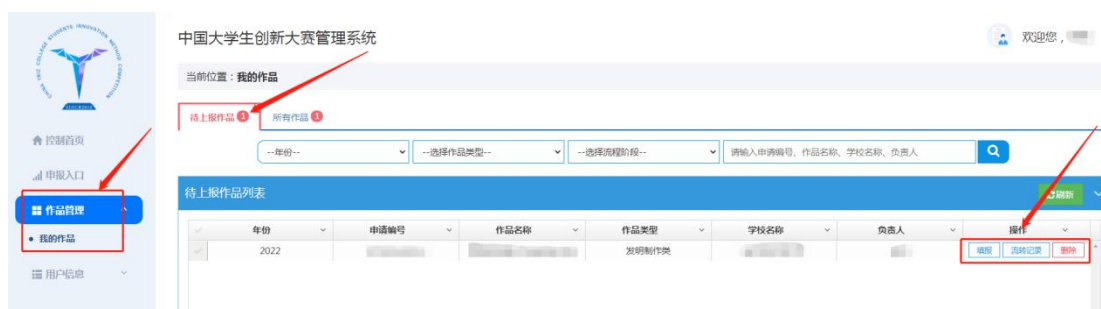 中国大学生创新大赛管理系统
欢迎您，
当前位置：我的作品
待上报作品 1
所有作品 1
控制首页
申报入口
作品管理
我的作品
用户信息
--年份--
--选择作品类型--
--选择流程阶段--
请输入申请编号、作品名称、学校名称、负责人
待上报作品列表
刷新
年份 申请编号 作品名称 作品类型 学校名称 负责人 操作
2022 发明制作类 填报 流转记录 删除